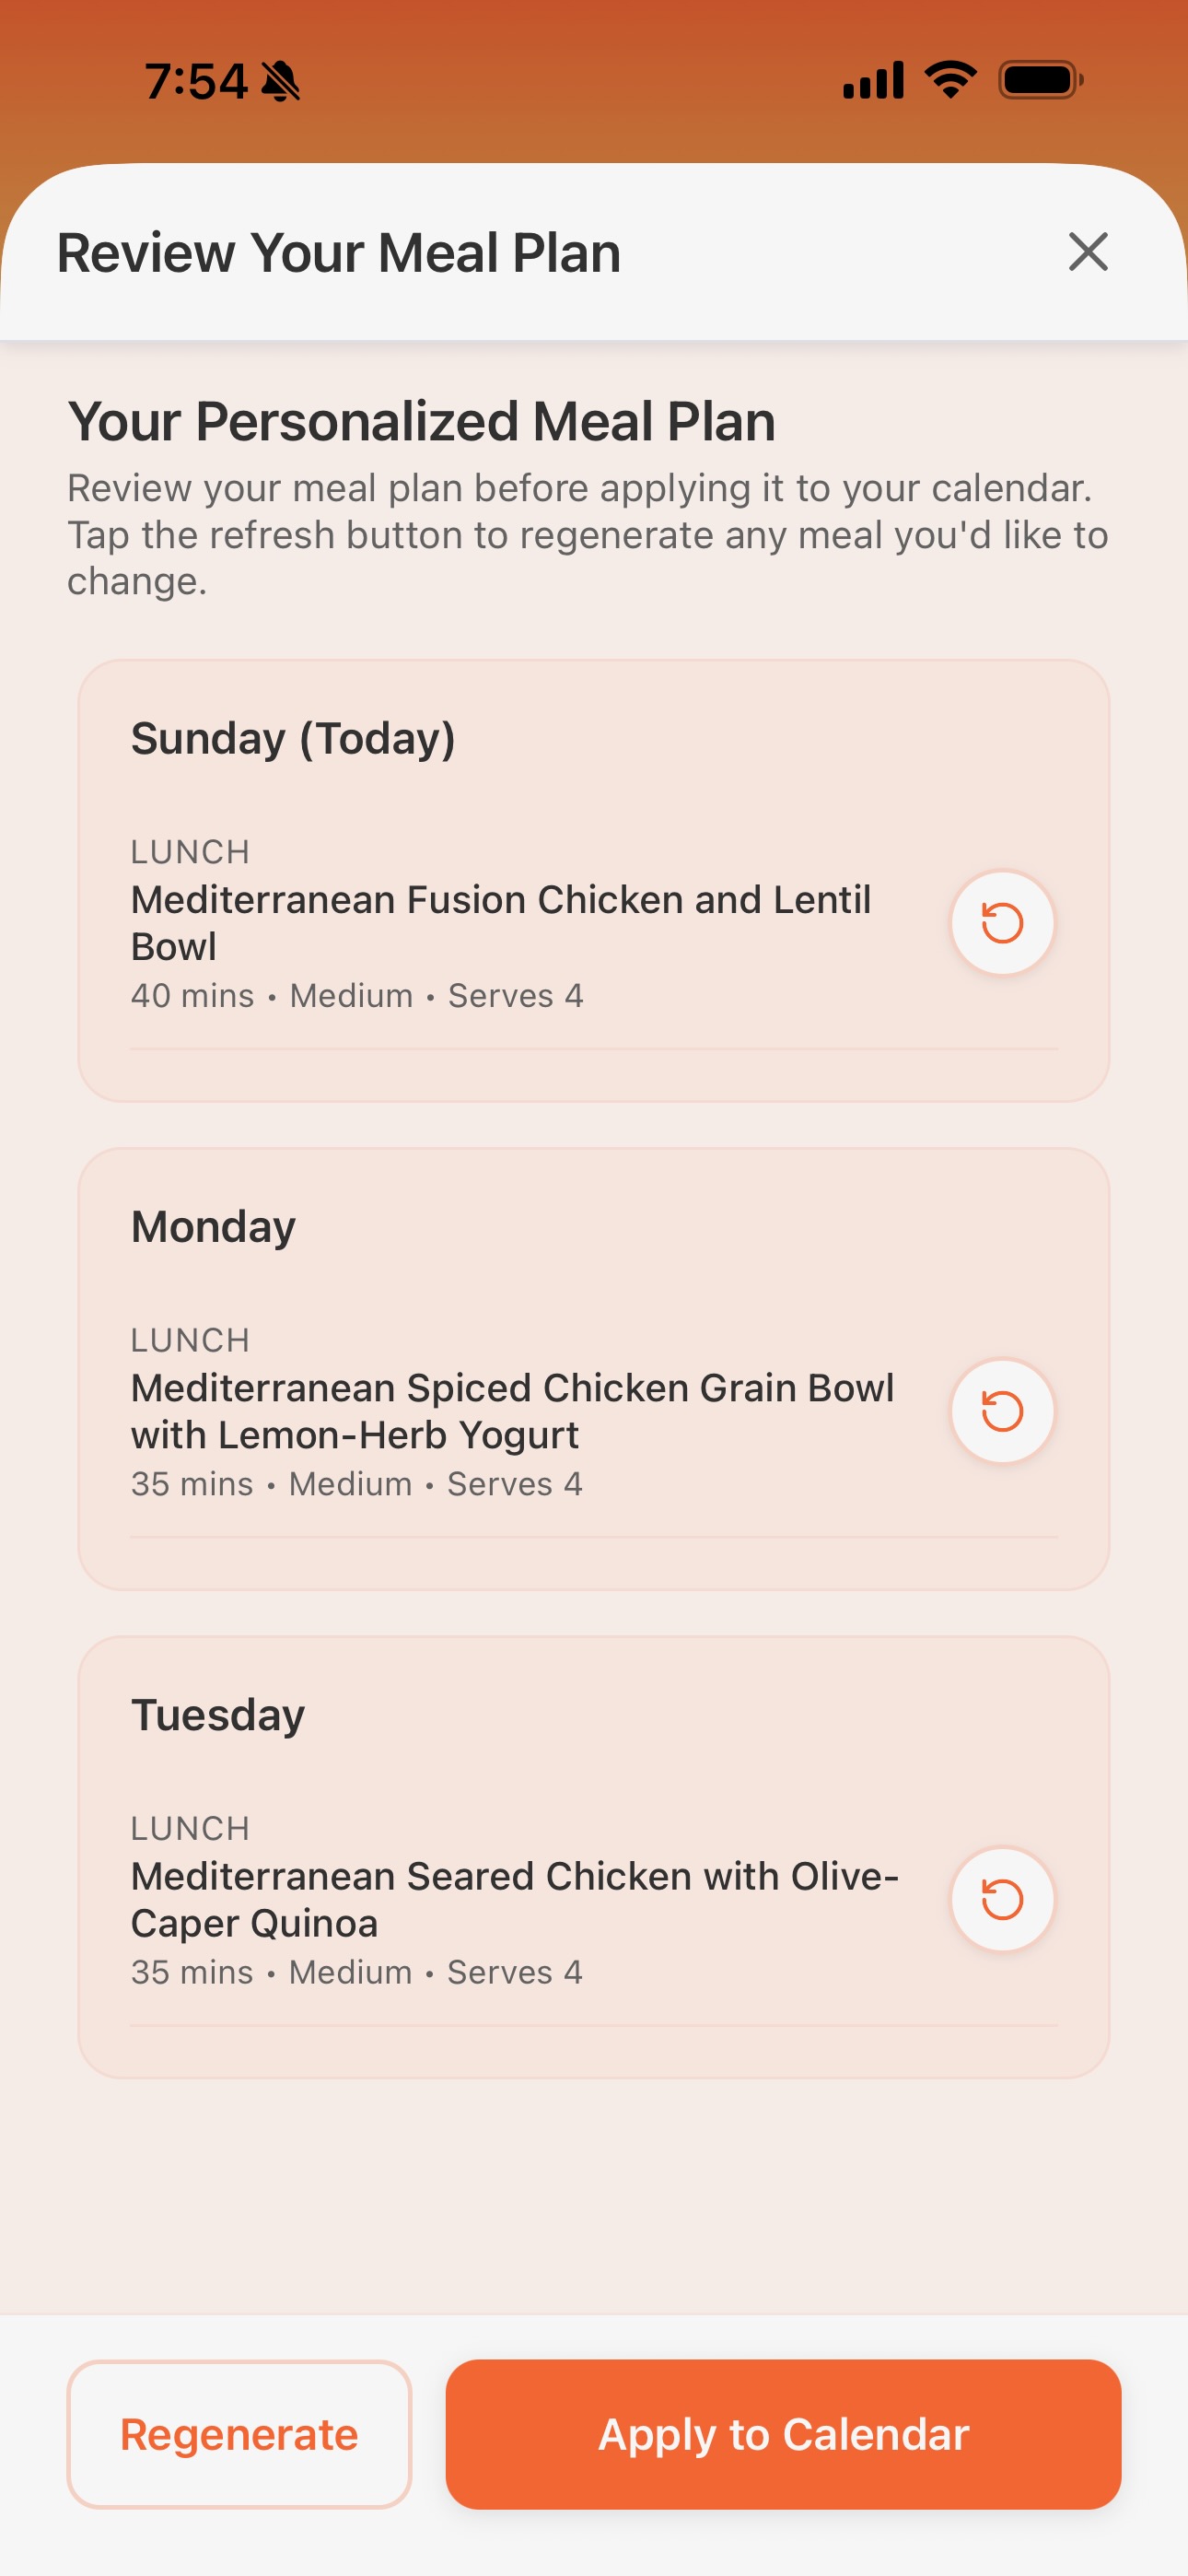 7:54
Review Your Meal Plan
Your Personalized Meal Plan
Review your meal plan before applying it to your calendar.
Tap the refresh button to regenerate any meal you'd like to
change.
Sunday (Today)
LUNCH
Mediterranean Fusion Chicken and Lentil
Bowl
40 mins • Medium • Serves 4
Monday
LUNCH
Mediterranean Spiced Chicken Grain Bowl
with Lemon-Herb Yogurt
35 mins • Medium • Serves 4
Tuesday
LUNCH
Mediterranean Seared Chicken with Olive-
Caper Quinoa
35 mins • Medium • Serves 4
Regenerate
Apply to Calendar